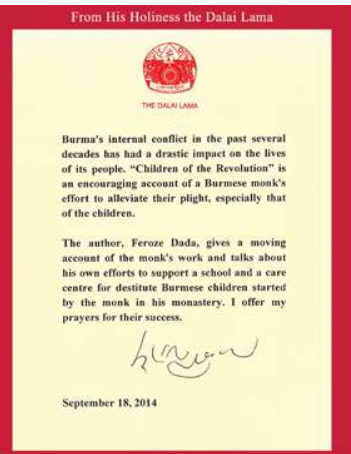 From His Holiness the Dalai Lama
THE DALAI LAMA
Burma's internal conflict in the past several
decades has had a drastic impact on the lives
of its people. “Children of the Revolution” is
an encouraging account of a Burmese monk's
effort to alleviate their plight, especially that
of the children.
The author, Feroze Dada, gives a moving
account of the monk's work and talks about
his own efforts to support a school and a care
centre for destitute Burmese children started
by the monk in his monastery. I offer my
prayers for their success.
September 18, 2014